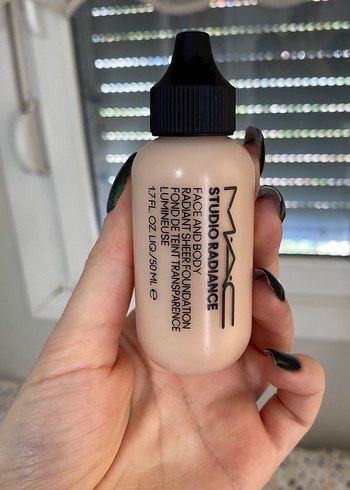 M·A·C
STUDIO RADIANCE
FACE AND BODY
RADIANT SHEER FOUNDATION
FOND DE TEINT TRANSPARENCE
LUMINEUSE
1.7 FL. OZ. LIQ./50 ML ℮